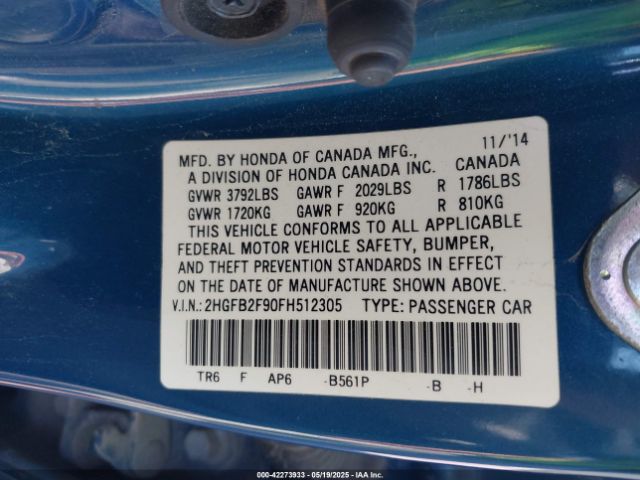 11/'14
MFD. BY HONDA OF CANADA MFG.,
A DIVISION OF HONDA CANADA INC. CANADA
GVWR 3792LBS GAWR F 2029LBS R 1786LBS
GVWR 1720KG GAWR F 920KG R 810KG
THIS VEHICLE CONFORMS TO ALL APPLICABLE
FEDERAL MOTOR VEHICLE SAFETY, BUMPER,
AND THEFT PREVENTION STANDARDS IN EFFECT
ON THE DATE OF MANUFACTURE SHOWN ABOVE.
V.I.N.: 2HGFB2F90FH512305 TYPE: PASSENGER CAR
TR6 F AP6 -B561P -B -H
000-42273933 - 05/19/2025 - IAA Inc.